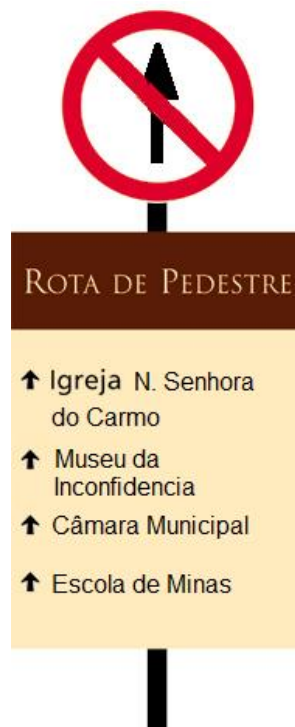 ROTA DE PEDESTRE
Igreja N. Senhora
do Carmo
Museu da
Inconfidencia
Câmara Municipal
Escola de Minas